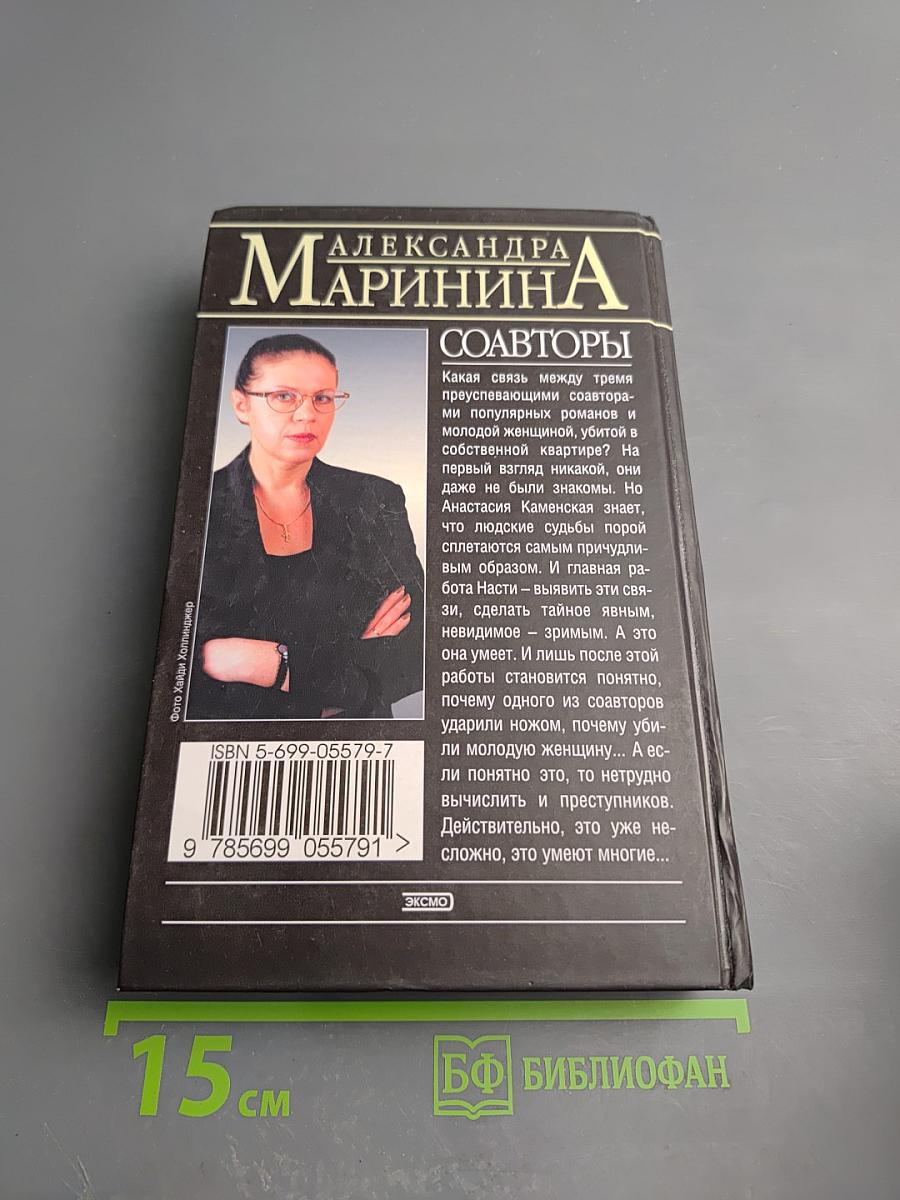 АЛЕКСАНДРА
МАРИНИНА
СОАВТОРЫ
Какая связь между тремя
преуспевающими соавтора-
ми популярных романов и
молодой женщиной, убитой в
собственной квартире? На
первый взгляд никакой, они
даже не были знакомы. Но
Анастасия Каменская знает,
что людские судьбы порой
сплетаются самым причудли-
вым образом. И главная ра-
бота Насти – выявить эти свя-
зи, сделать тайное явным,
невидимое – зримым. А это
она умеет. И лишь после этой
работы становится понятно,
почему одного из соавторов
ударили ножом, почему уби-
ли молодую женщину... А ес-
ли понятно это, то нетрудно
вычислить и преступников.
Действительно, это уже не-
сложно, это умеют многие...
Фото Хайди Холлинджер
ISBN 5-699-05579-7
9 785699 055791 >
ЭКСМО
15 см
БФ БИБЛИОФАН